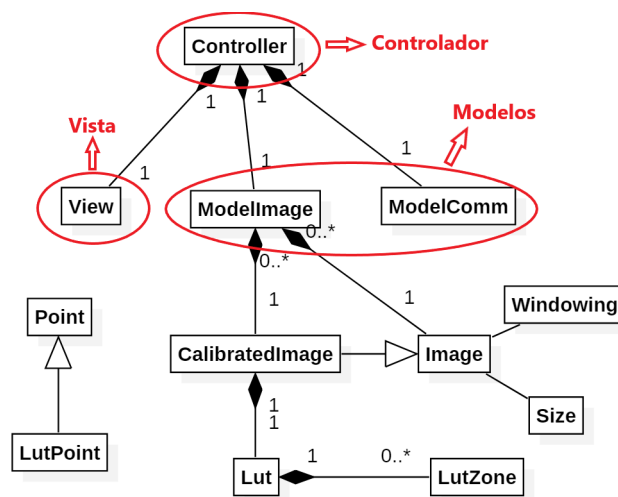 Controller
Controlador
1
1
1
Vista
Modelos
1
1
1
View
ModelImage
ModelComm
0..*
0..*
1
1
Point
Windowing
CalibratedImage
Image
1
1
Size
LutPoint
Lut
1
0..*
LutZone